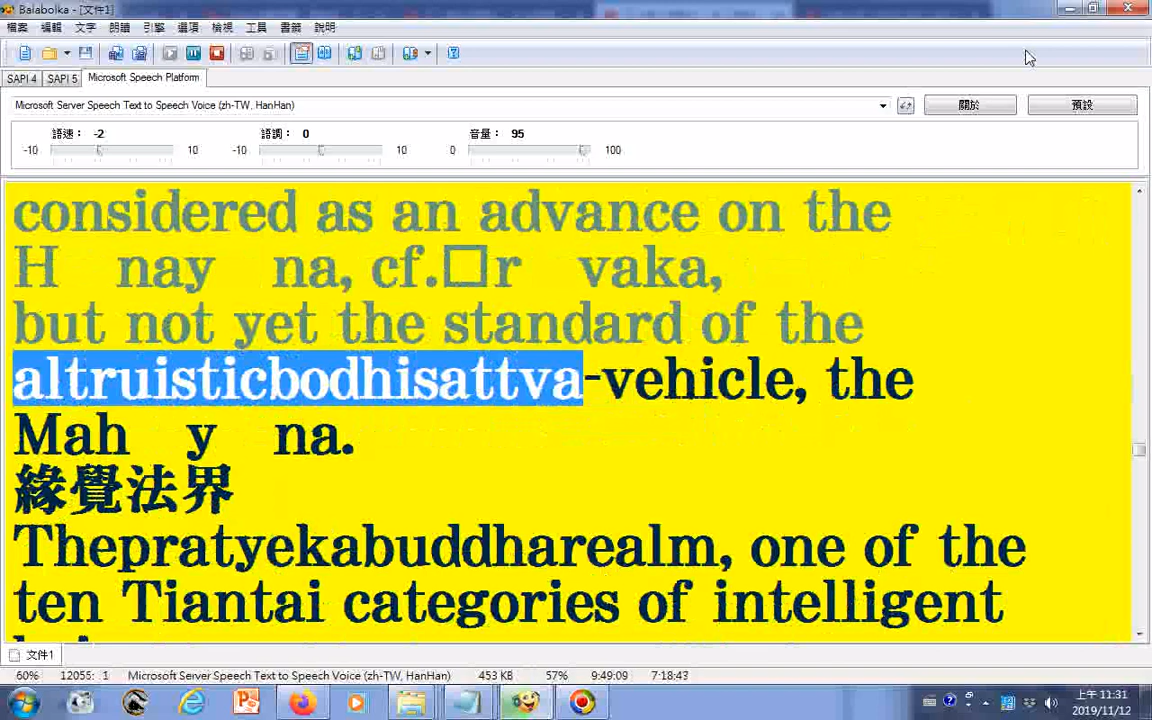 Balabolka - [文件1]
檔案 編輯 文字 朗讀 引擎 選項 檢視 工具 書籤 說明
SAPI 4 SAPI 5 Microsoft Speech Platform
Microsoft Server Speech Text to Speech Voice (zh-TW, HanHan) 關於 預設
語速： -2 語調： 0 音量： 95
-10 10 -10 10 0 100
considered as an advance on the
H nay na, cf.□r vaka,
but not yet the standard of the
altruisticbodhisattva-vehicle, the
Mah y na.
緣覺法界
Thepratyekabuddharealm, one of the
ten Tiantai categories of intelligent
文件1
60% 12055: 1 Microsoft Server Speech Text to Speech Voice (zh-TW, HanHan) 453 KB 57% 9:49:09 7:18:43
上午 11:31
2019/11/12